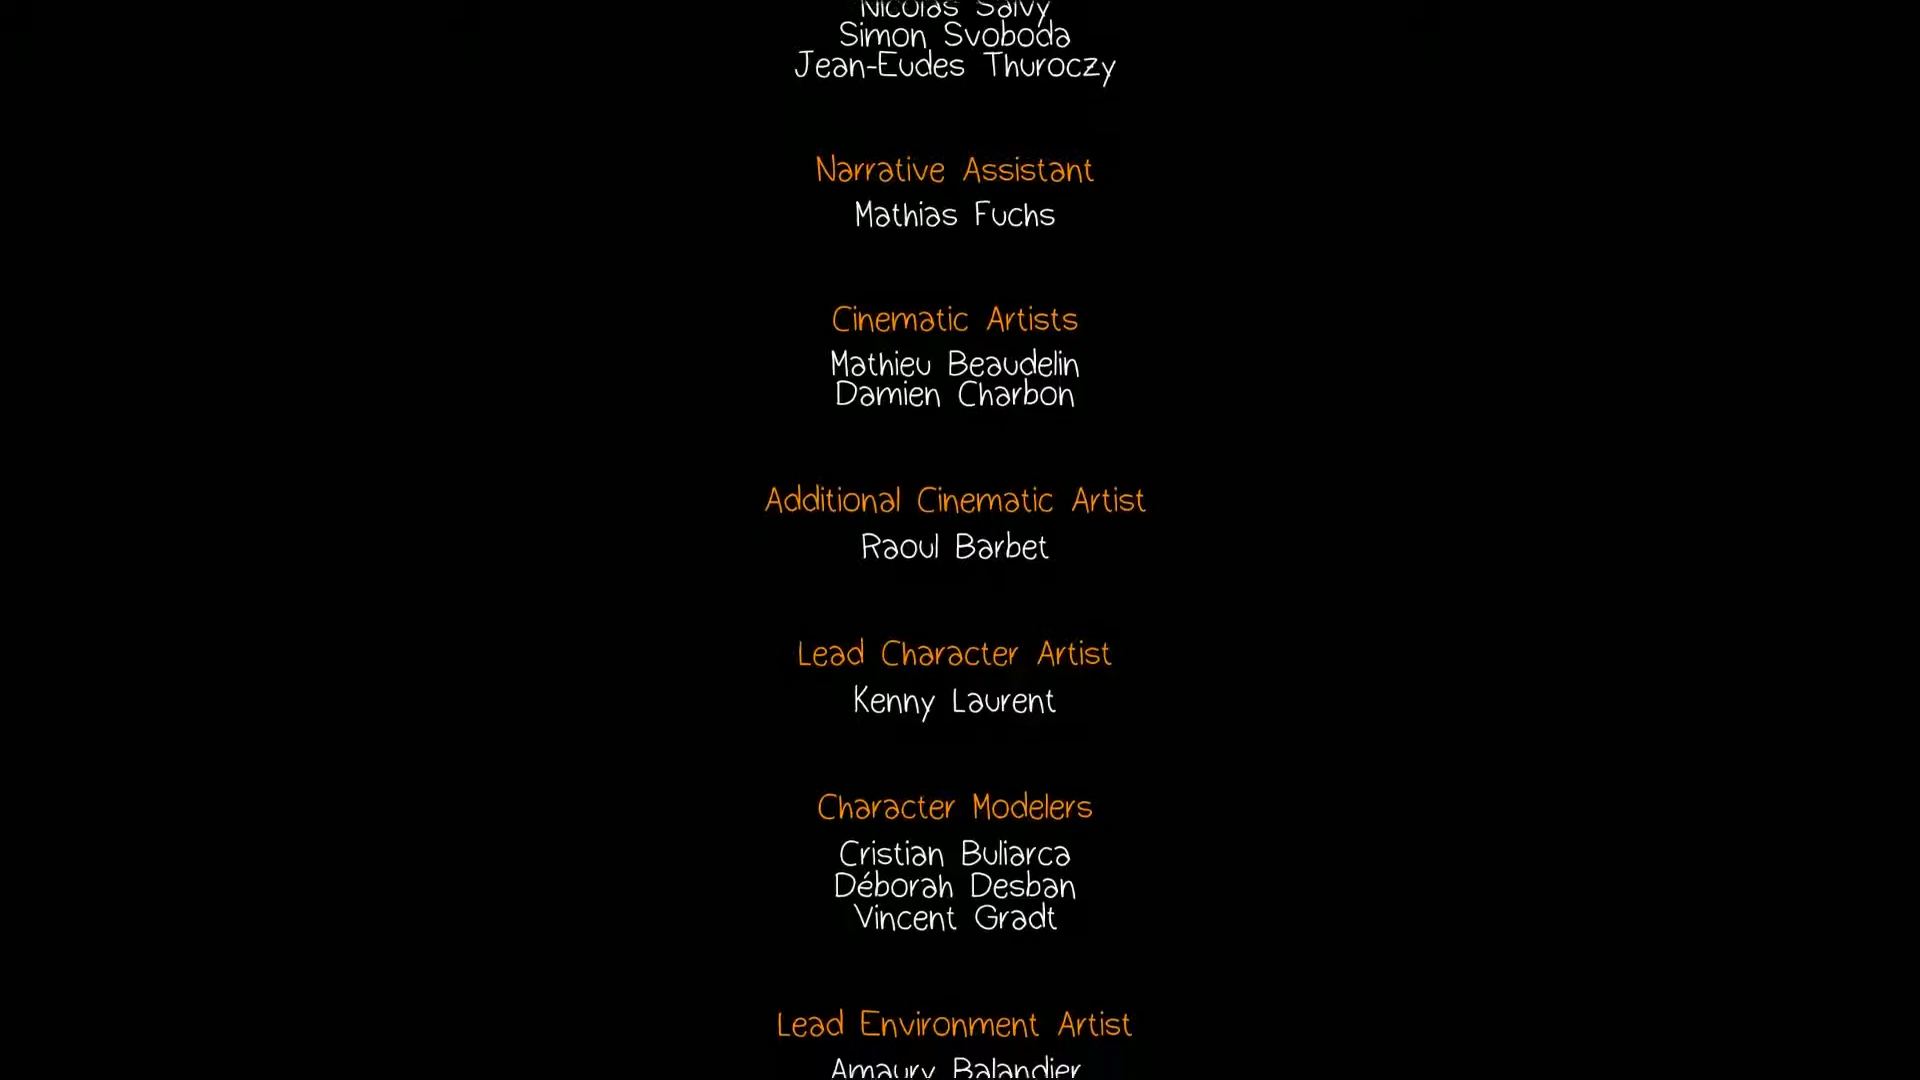 Nicolas Salvy
Simon Svoboda
Jean-Eudes Thuroczy
Narrative Assistant
Mathias Fuchs
Cinematic Artists
Mathieu Beaudelin
Damien Charbon
Additional Cinematic Artist
Raoul Barbet
Lead Character Artist
Kenny Laurent
Character Modelers
Cristian Buliarca
Déborah Desban
Vincent Gradt
Lead Environment Artist
Amaury Balandier